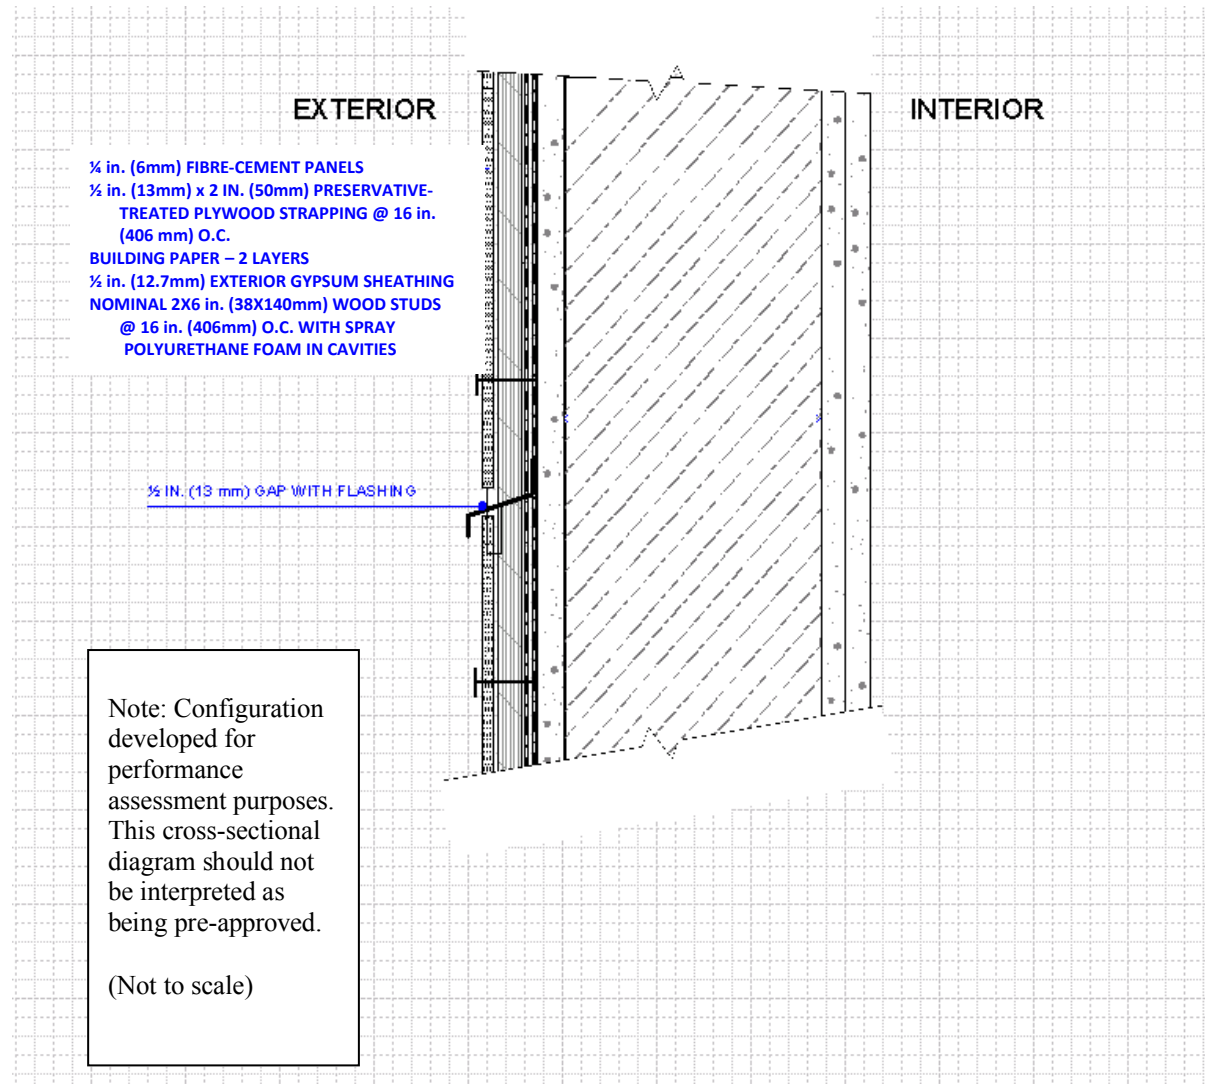 EXTERIOR
INTERIOR
¼ in. (6mm) FIBRE-CEMENT PANELS
½ in. (13mm) x 2 IN. (50mm) PRESERVATIVE-
TREATED PLYWOOD STRAPPING @ 16 in.
(406 mm) O.C.
BUILDING PAPER – 2 LAYERS
½ in. (12.7mm) EXTERIOR GYPSUM SHEATHING
NOMINAL 2X6 in. (38X140mm) WOOD STUDS
@ 16 in. (406mm) O.C. WITH SPRAY
POLYURETHANE FOAM IN CAVITIES
½ IN. (13 mm) GAP WITH FLASHING
Note: Configuration
developed for
performance
assessment purposes.
This cross-sectional
diagram should not
be interpreted as
being pre-approved.
(Not to scale)